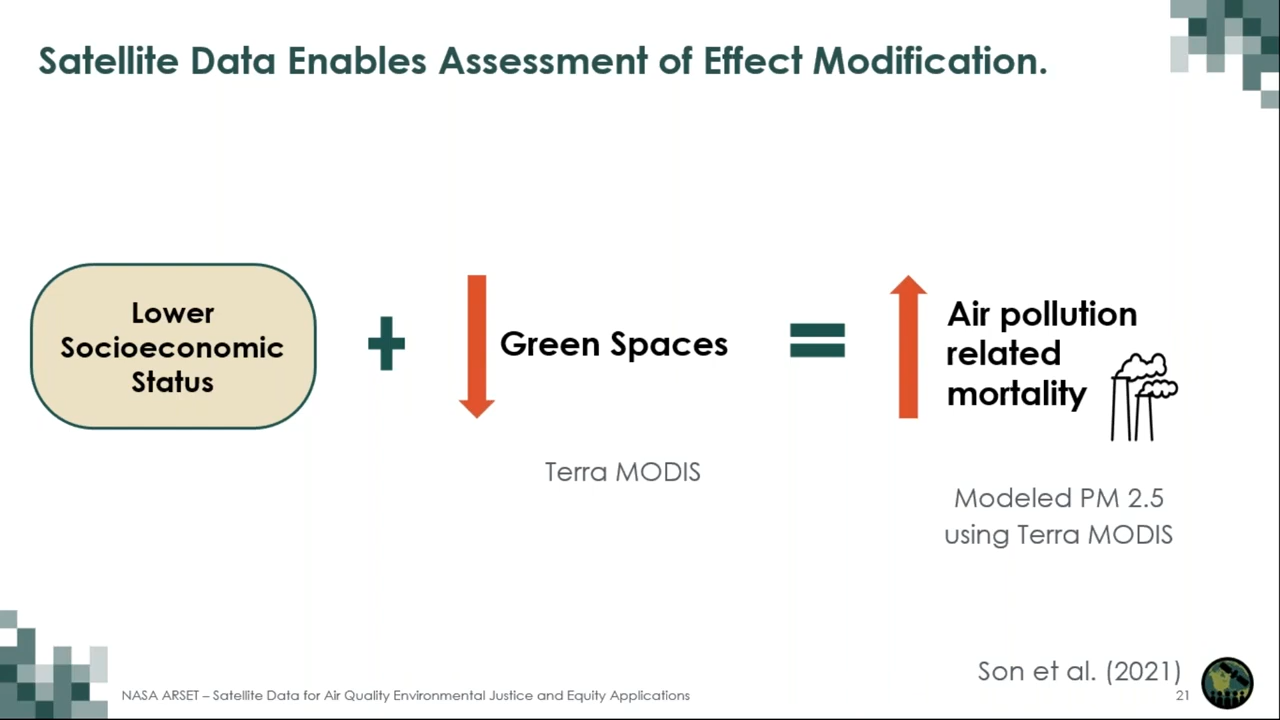 Satellite Data Enables Assessment of Effect Modification.
Lower
Socioeconomic
Status
+
Green Spaces
=
Air pollution
related
mortality
Terra MODIS
Modeled PM 2.5
using Terra MODIS
Son et al. (2021)
NASA ARSET – Satellite Data for Air Quality Environmental Justice and Equity Applications
21